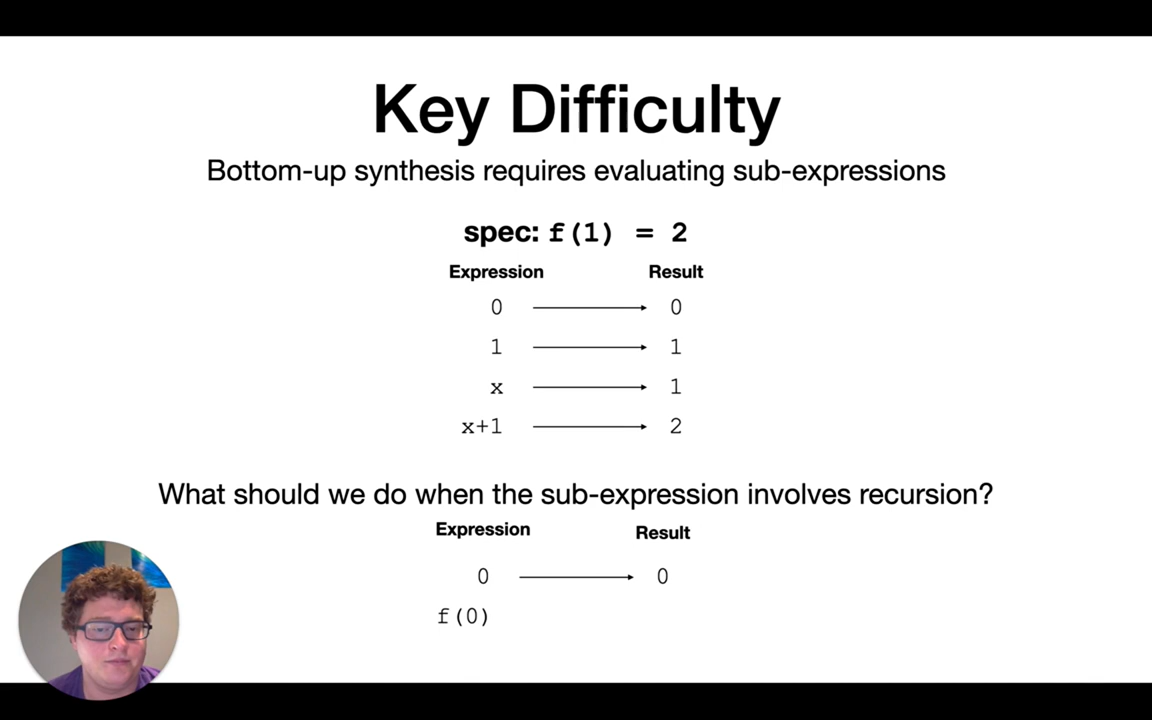 Key Difficulty
Bottom-up synthesis requires evaluating sub-expressions
spec: f(1) = 2
Expression Result
0 0
1 1
x 1
x+1 2
What should we do when the sub-expression involves recursion?
Expression Result
0 0
f(0)